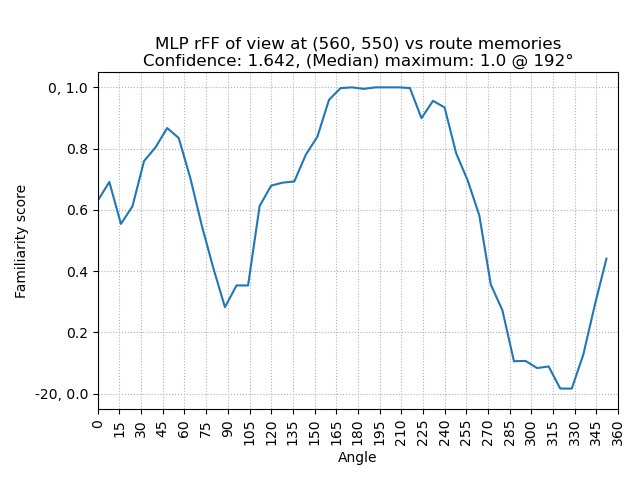 MLP rFF of view at (560, 550) vs route memories
Confidence: 1.642, (Median) maximum: 1.0 @ 192°
0, 1.0
0.8
0.6
0.4
0.2
-20, 0.0
Familiarity score
0 15 30 45 60 75 90 105 120 135 150 165 180 195 210 225 240 255 270 285 300 315 330 345 360
Angle